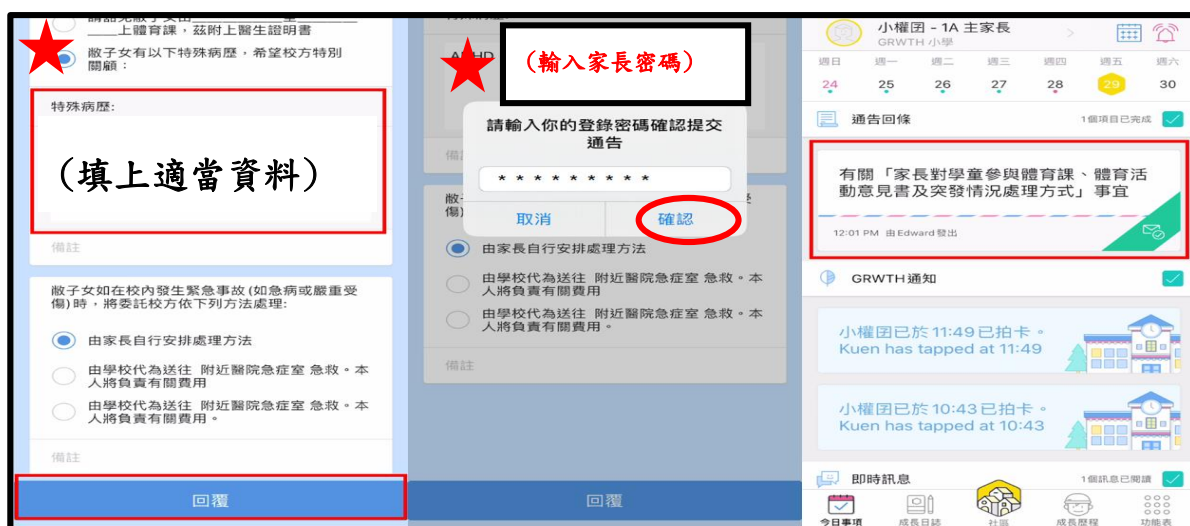 請諮
____上體育課，茲附上醫生證明書
敝子女有以下特殊病歷，希望校方特別
關顧：
特殊病歷:
(填上適當資料)
備註
敝子女如在校內發生緊急事故 (如急病或嚴重受
傷) 時，將委託校方依下列方法處理:
由家長自行安排處理方法
由學校代為送往 附近醫院急症室 急救。本
人將負責有關費用
由學校代為送往 附近醫院急症室 急救。本
人將負責有關費用。
備註
回覆
(輸入家長密碼)
請輸入你的登錄密碼確認提交
通告
* * * * * * * * *
取消
確認
傷)
由家長自行安排處理方法
由學校代為送往 附近醫院急症室 急救。本
人將負責有關費用
由學校代為送往 附近醫院急症室 急救。本
人將負責有關費用。
備註
回覆
小權囝 - 1A 主家長
GRWTH 小學
週日 週一 週二 週三 週四 週五 週六
24 25 26 27 28 29 30
通告回條
1個項目已完成
有關「家長對學童參與體育課、體育活
動意見書及突發情況處理方式」事宜
12:01 PM 由 Edward 發出
GRWTH 通知
小權囝已於 11:49 已拍卡。
Kuen has tapped at 11:49
小權囝已於 10:43 已拍卡。
Kuen has tapped at 10:43
即時訊息
1個訊息已閱讀
今日事項 成長日誌 社區 成長歷程 功能表